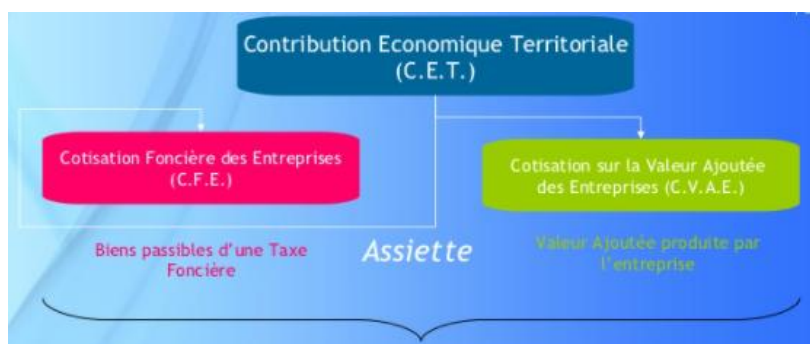 Contribution Economique Territoriale
(C.E.T.)
Cotisation Foncière des Entreprises
(C.F.E.)
Cotisation sur la Valeur Ajoutée
des Entreprises (C.V.A.E.)
Biens passibles d'une Taxe
Foncière
Assiette
Valeur Ajoutée produite par
l'entreprise